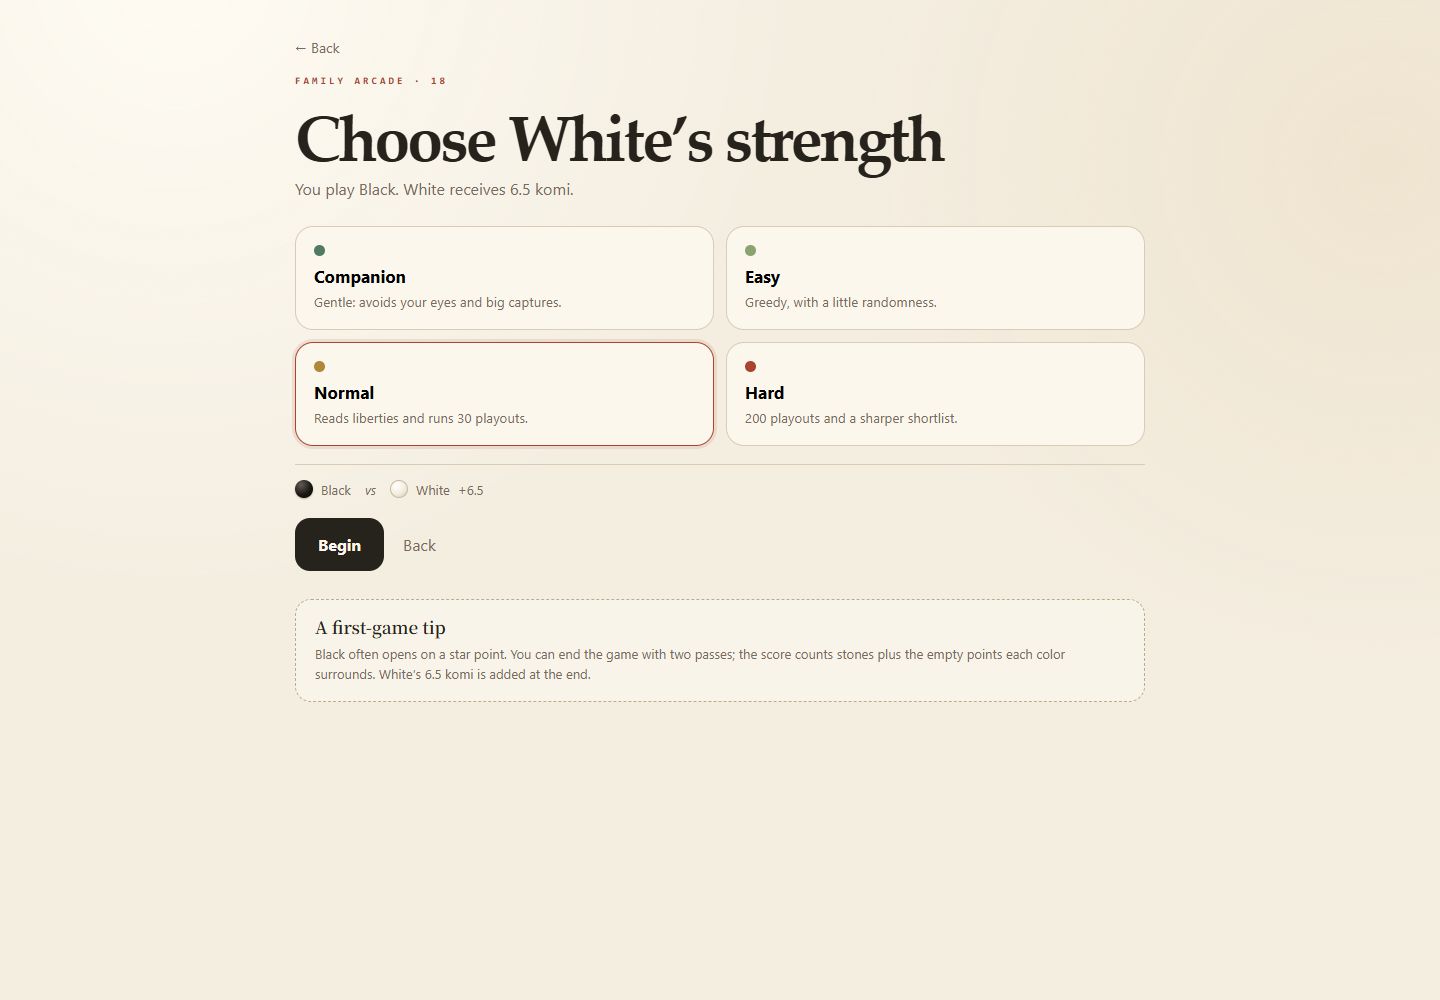 ← Back
FAMILY ARCADE · 18
Choose White’s strength
You play Black. White receives 6.5 komi.
Companion
Gentle: avoids your eyes and big captures.
Easy
Greedy, with a little randomness.
Normal
Reads liberties and runs 30 playouts.
Hard
200 playouts and a sharper shortlist.
Black vs White +6.5
Begin Back
A first-game tip
Black often opens on a star point. You can end the game with two passes; the score counts stones plus the empty points each color
surrounds. White's 6.5 komi is added at the end.